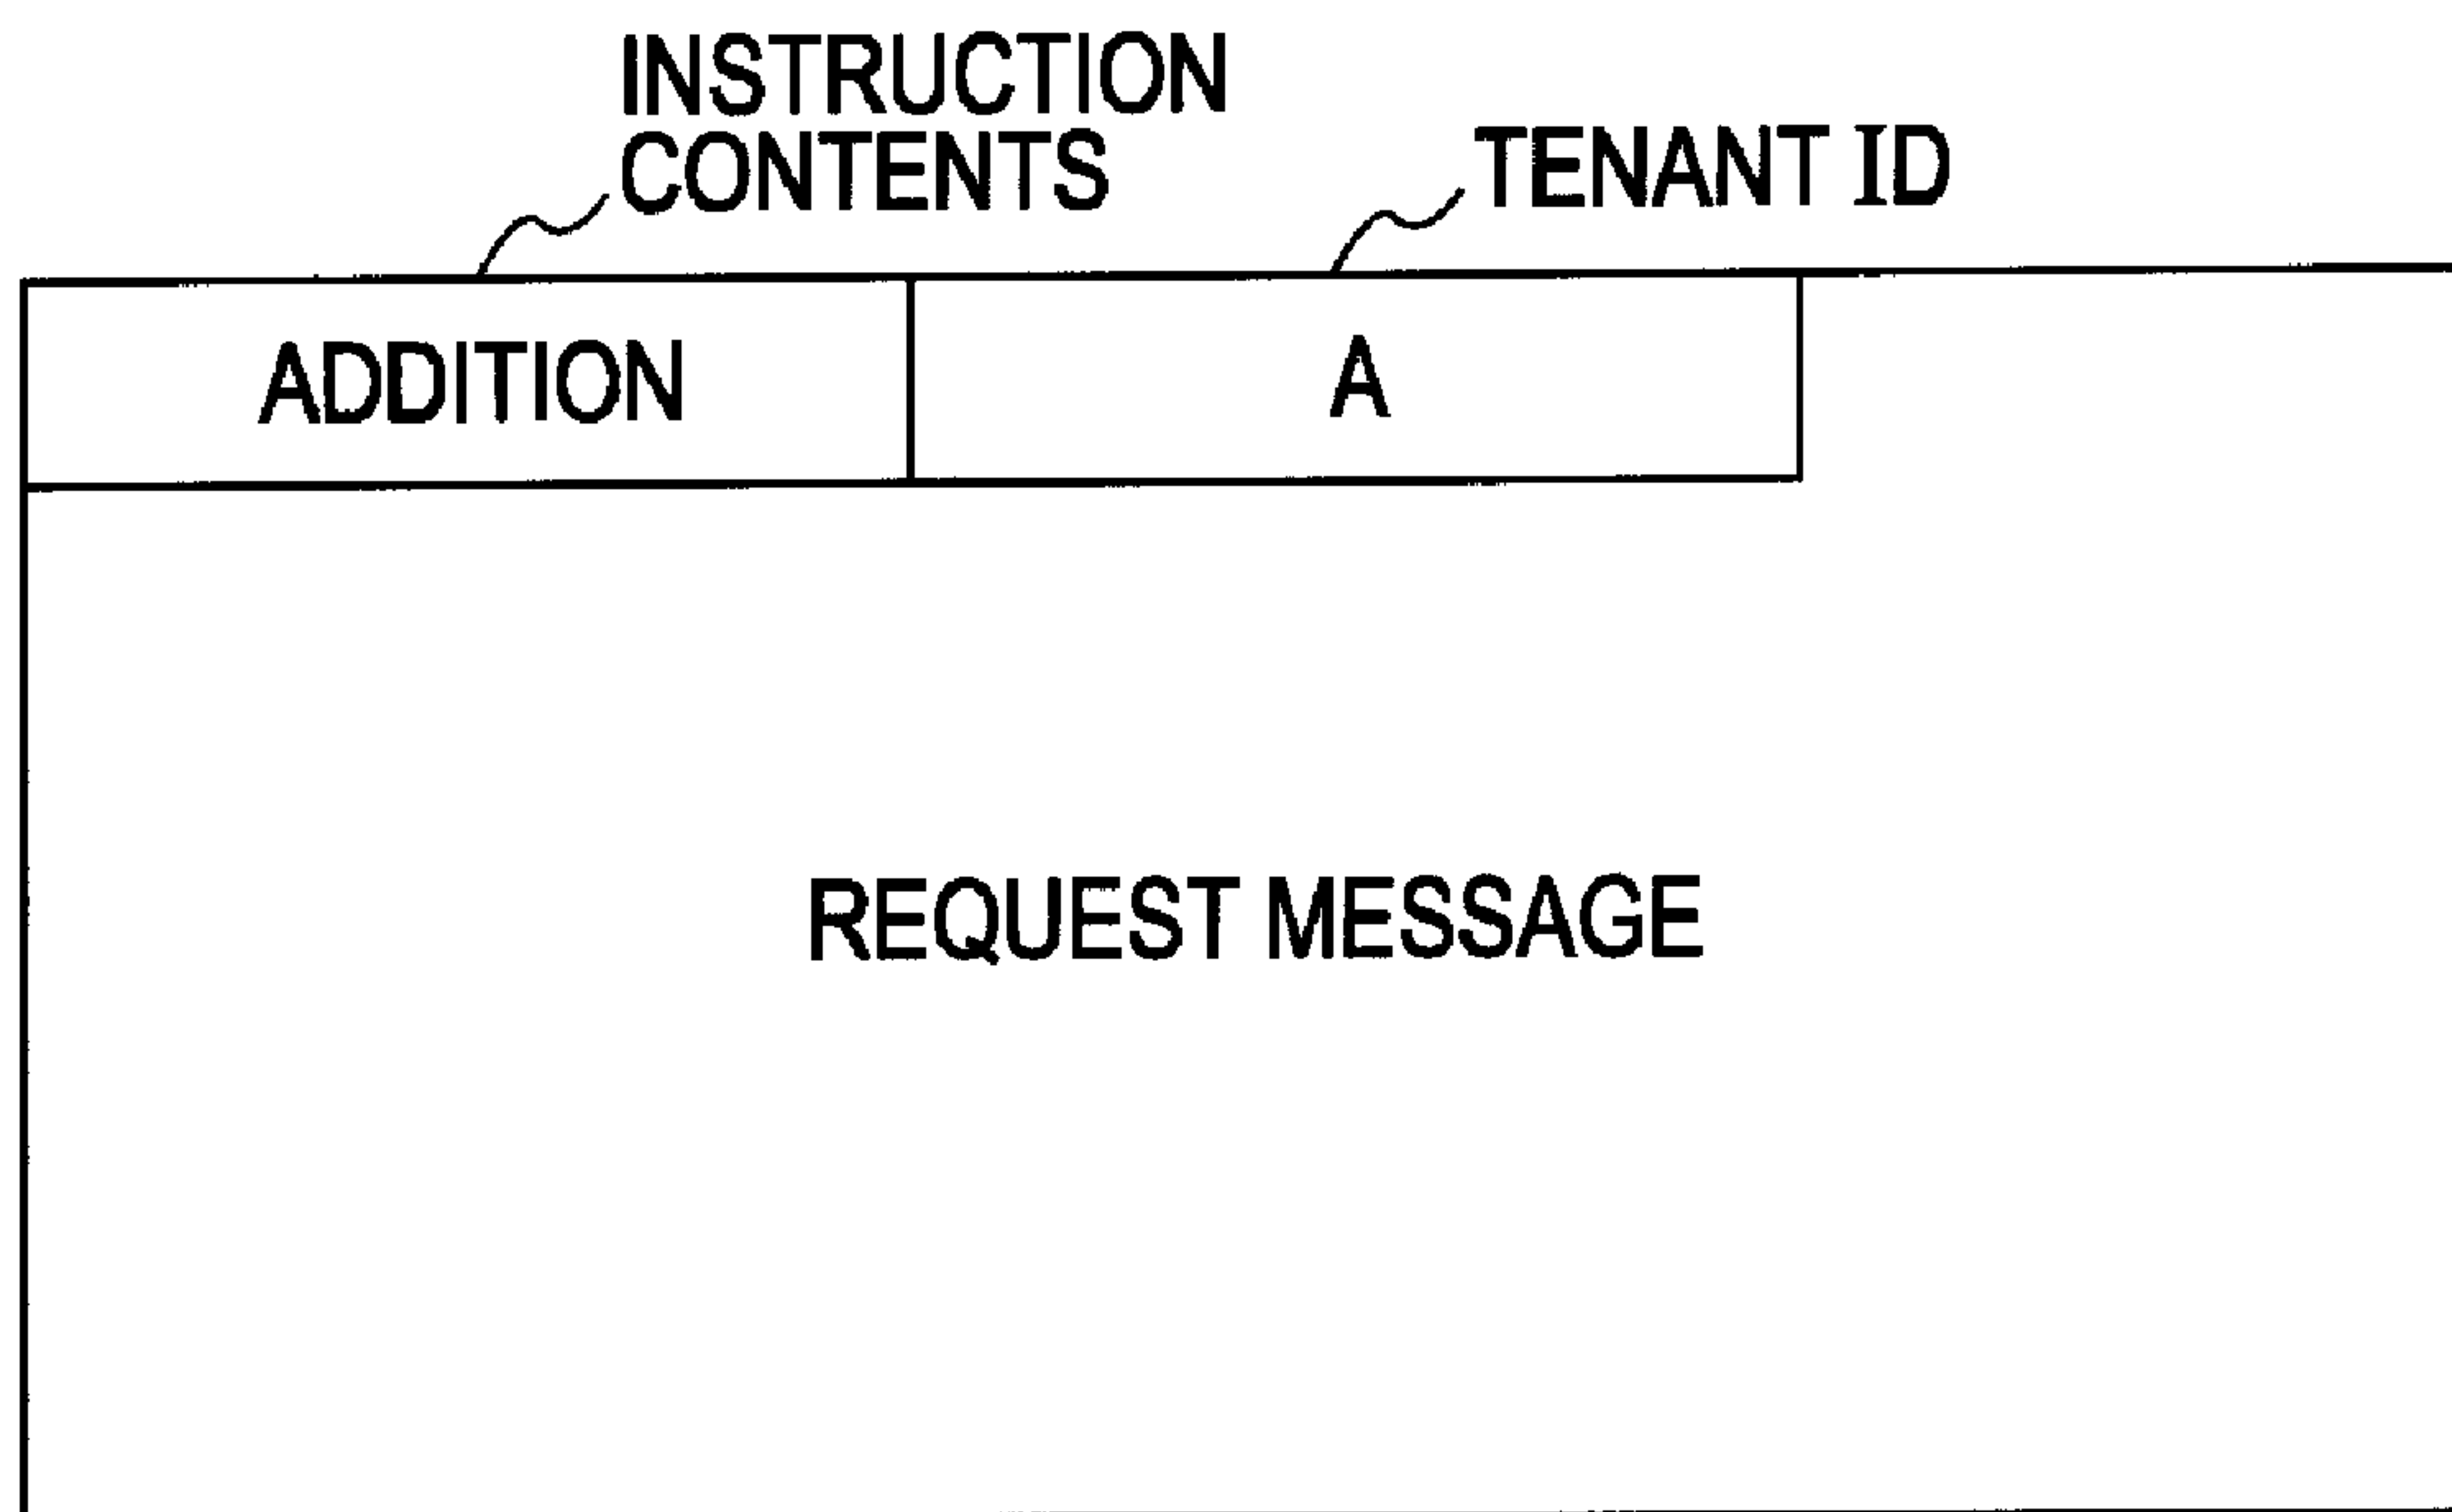 INSTRUCTION
CONTENTS
TENANT ID
ADDITION
A
REQUEST MESSAGE